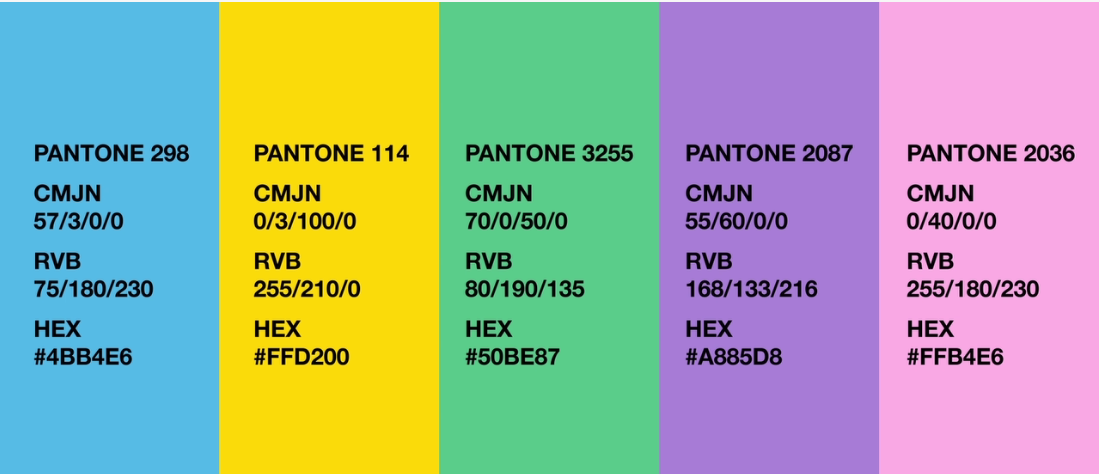 PANTONE 298
CMJN
57/3/0/0
RVB
75/180/230
HEX
#4BB4E6
PANTONE 114
CMJN
0/3/100/0
RVB
255/210/0
HEX
#FFD200
PANTONE 3255
CMJN
70/0/50/0
RVB
80/190/135
HEX
#50BE87
PANTONE 2087
CMJN
55/60/0/0
RVB
168/133/216
HEX
#A885D8
PANTONE 2036
CMJN
0/40/0/0
RVB
255/180/230
HEX
#FFB4E6